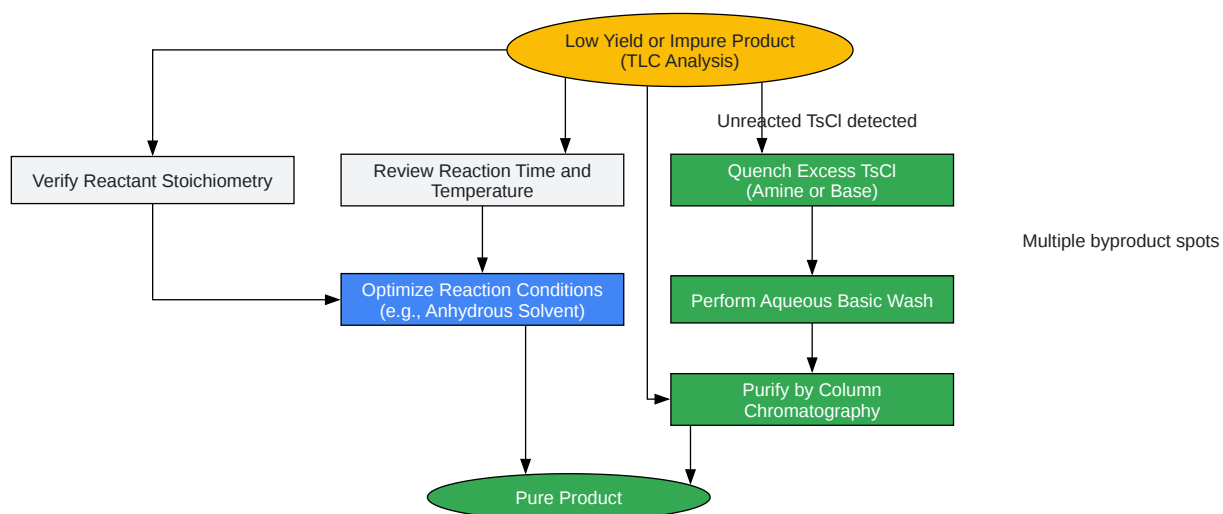 Low Yield or Impure Product
(TLC Analysis)
Unreacted TsCl detected
Verify Reactant Stoichiometry
Review Reaction Time and
Temperature
Quench Excess TsCl
(Amine or Base)
Multiple byproduct spots
Optimize Reaction Conditions
(e.g., Anhydrous Solvent)
Perform Aqueous Basic Wash
Purify by Column
Chromatography
Pure Product